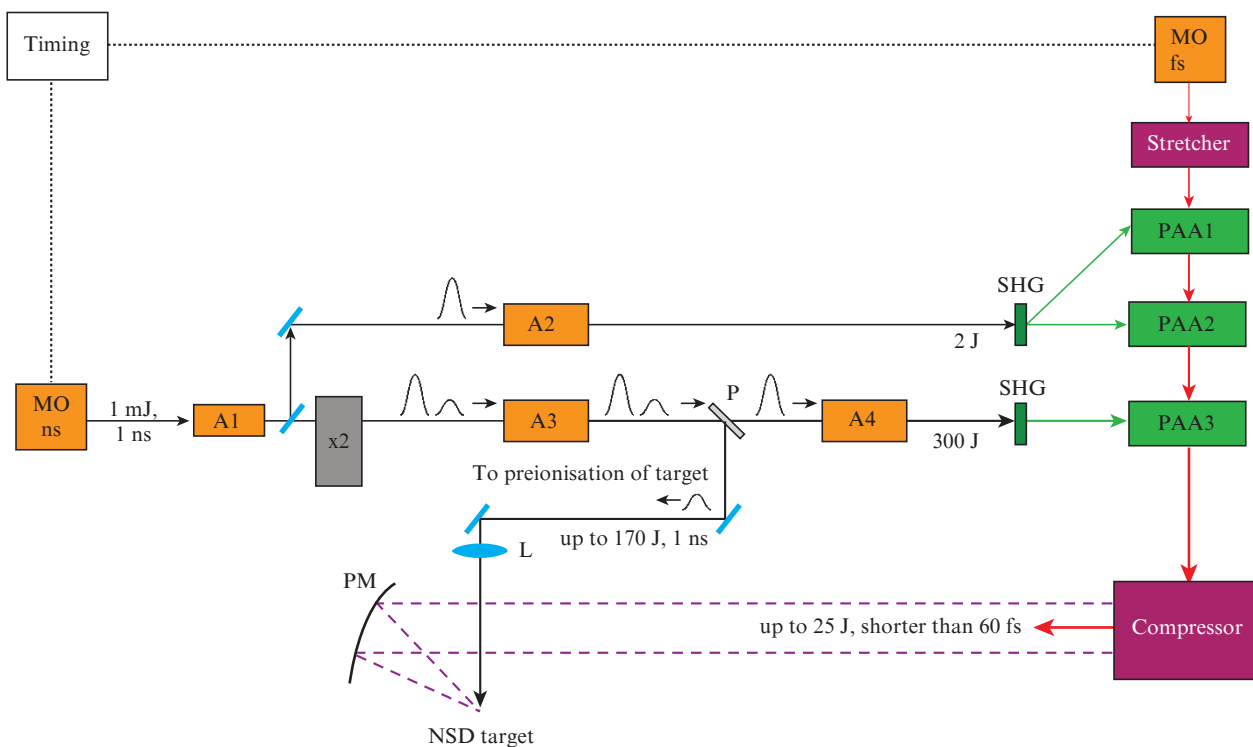 Timing
MO
fs
Stretcher
PAA1
SHG
A2
PAA2
2 J
MO
ns
1 mJ,
1 ns
A1
x2
A3
P
A4
SHG
300 J
PAA3
To preionisation of target
up to 170 J, 1 ns
L
PM
up to 25 J, shorter than 60 fs
Compressor
NSD target